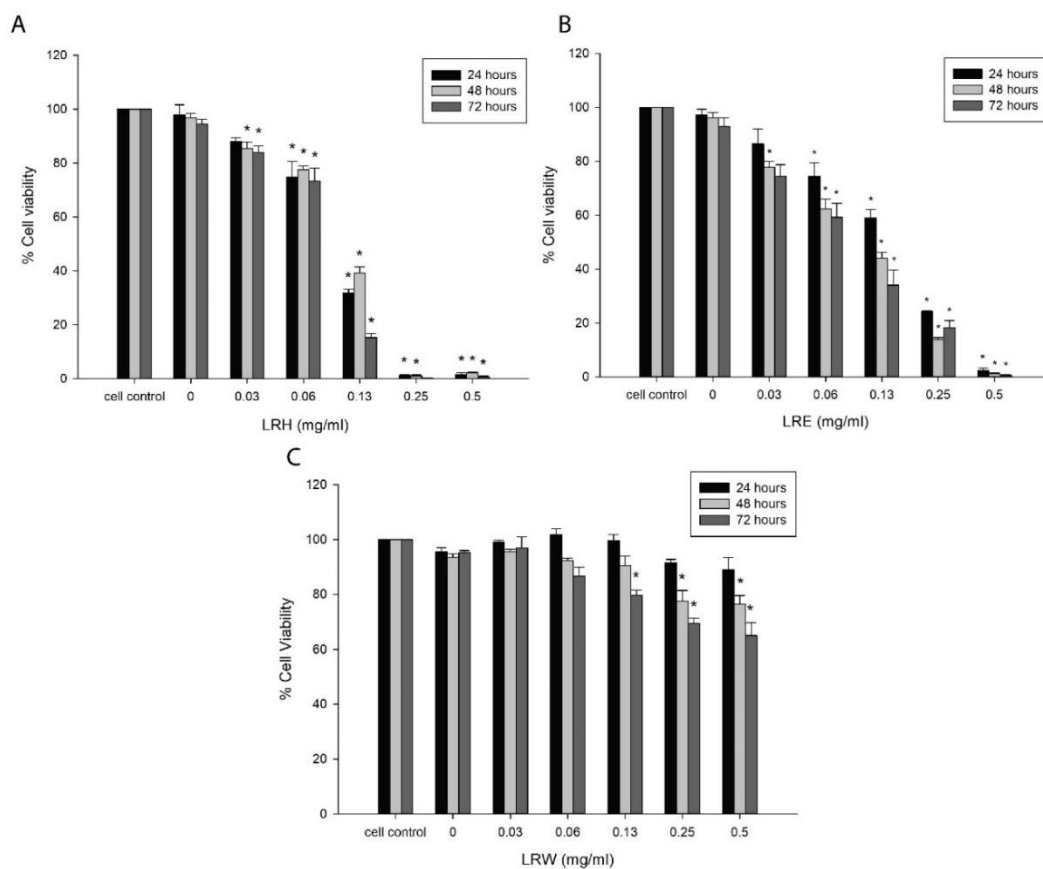 A
120
100
80
60
40
20
0
% Cell viability
24 hours
48 hours
72 hours
* *
* * *
* * *
* *
* * *
cell control 0 0.03 0.06 0.13 0.25 0.5
LRH (mg/ml)
B
120
100
80
60
40
20
0
% Cell viability
24 hours
48 hours
72 hours
*
* * *
* * *
* * *
* * *
cell control 0 0.03 0.06 0.13 0.25 0.5
LRE (mg/ml)
C
120
100
80
60
40
20
0
% Cell Viability
24 hours
48 hours
72 hours
*
* *
* *
cell control 0 0.03 0.06 0.13 0.25 0.5
LRW (mg/ml)